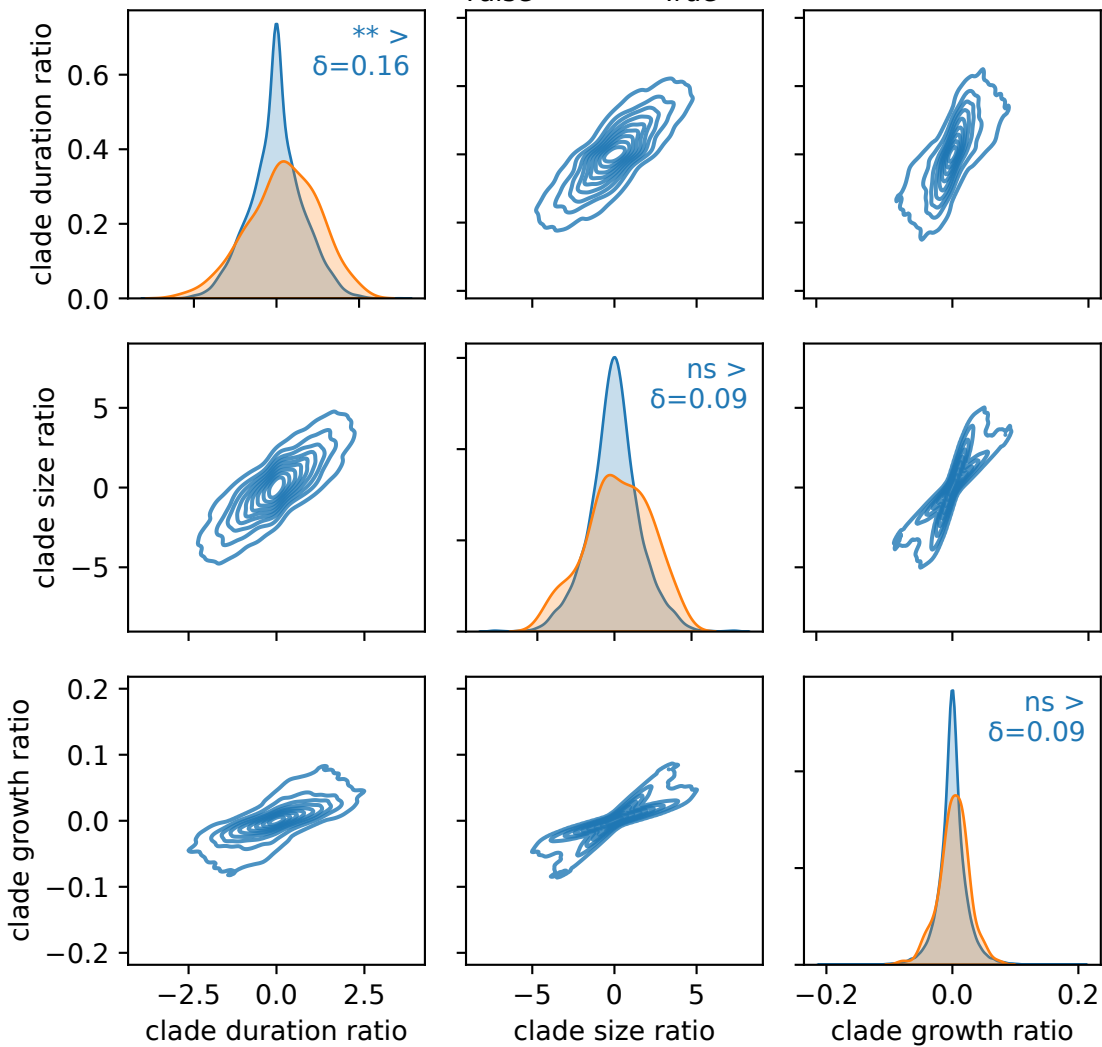 ** >
δ=0.16
clade duration ratio
0.6
0.4
0.2
0.0
ns >
δ=0.09
clade size ratio
5
0
−5
ns >
δ=0.09
clade growth ratio
0.2
0.1
0.0
−0.1
−0.2
−2.5 0.0 2.5
−5 0 5
−0.2 0.0 0.2
clade duration ratio
clade size ratio
clade growth ratio